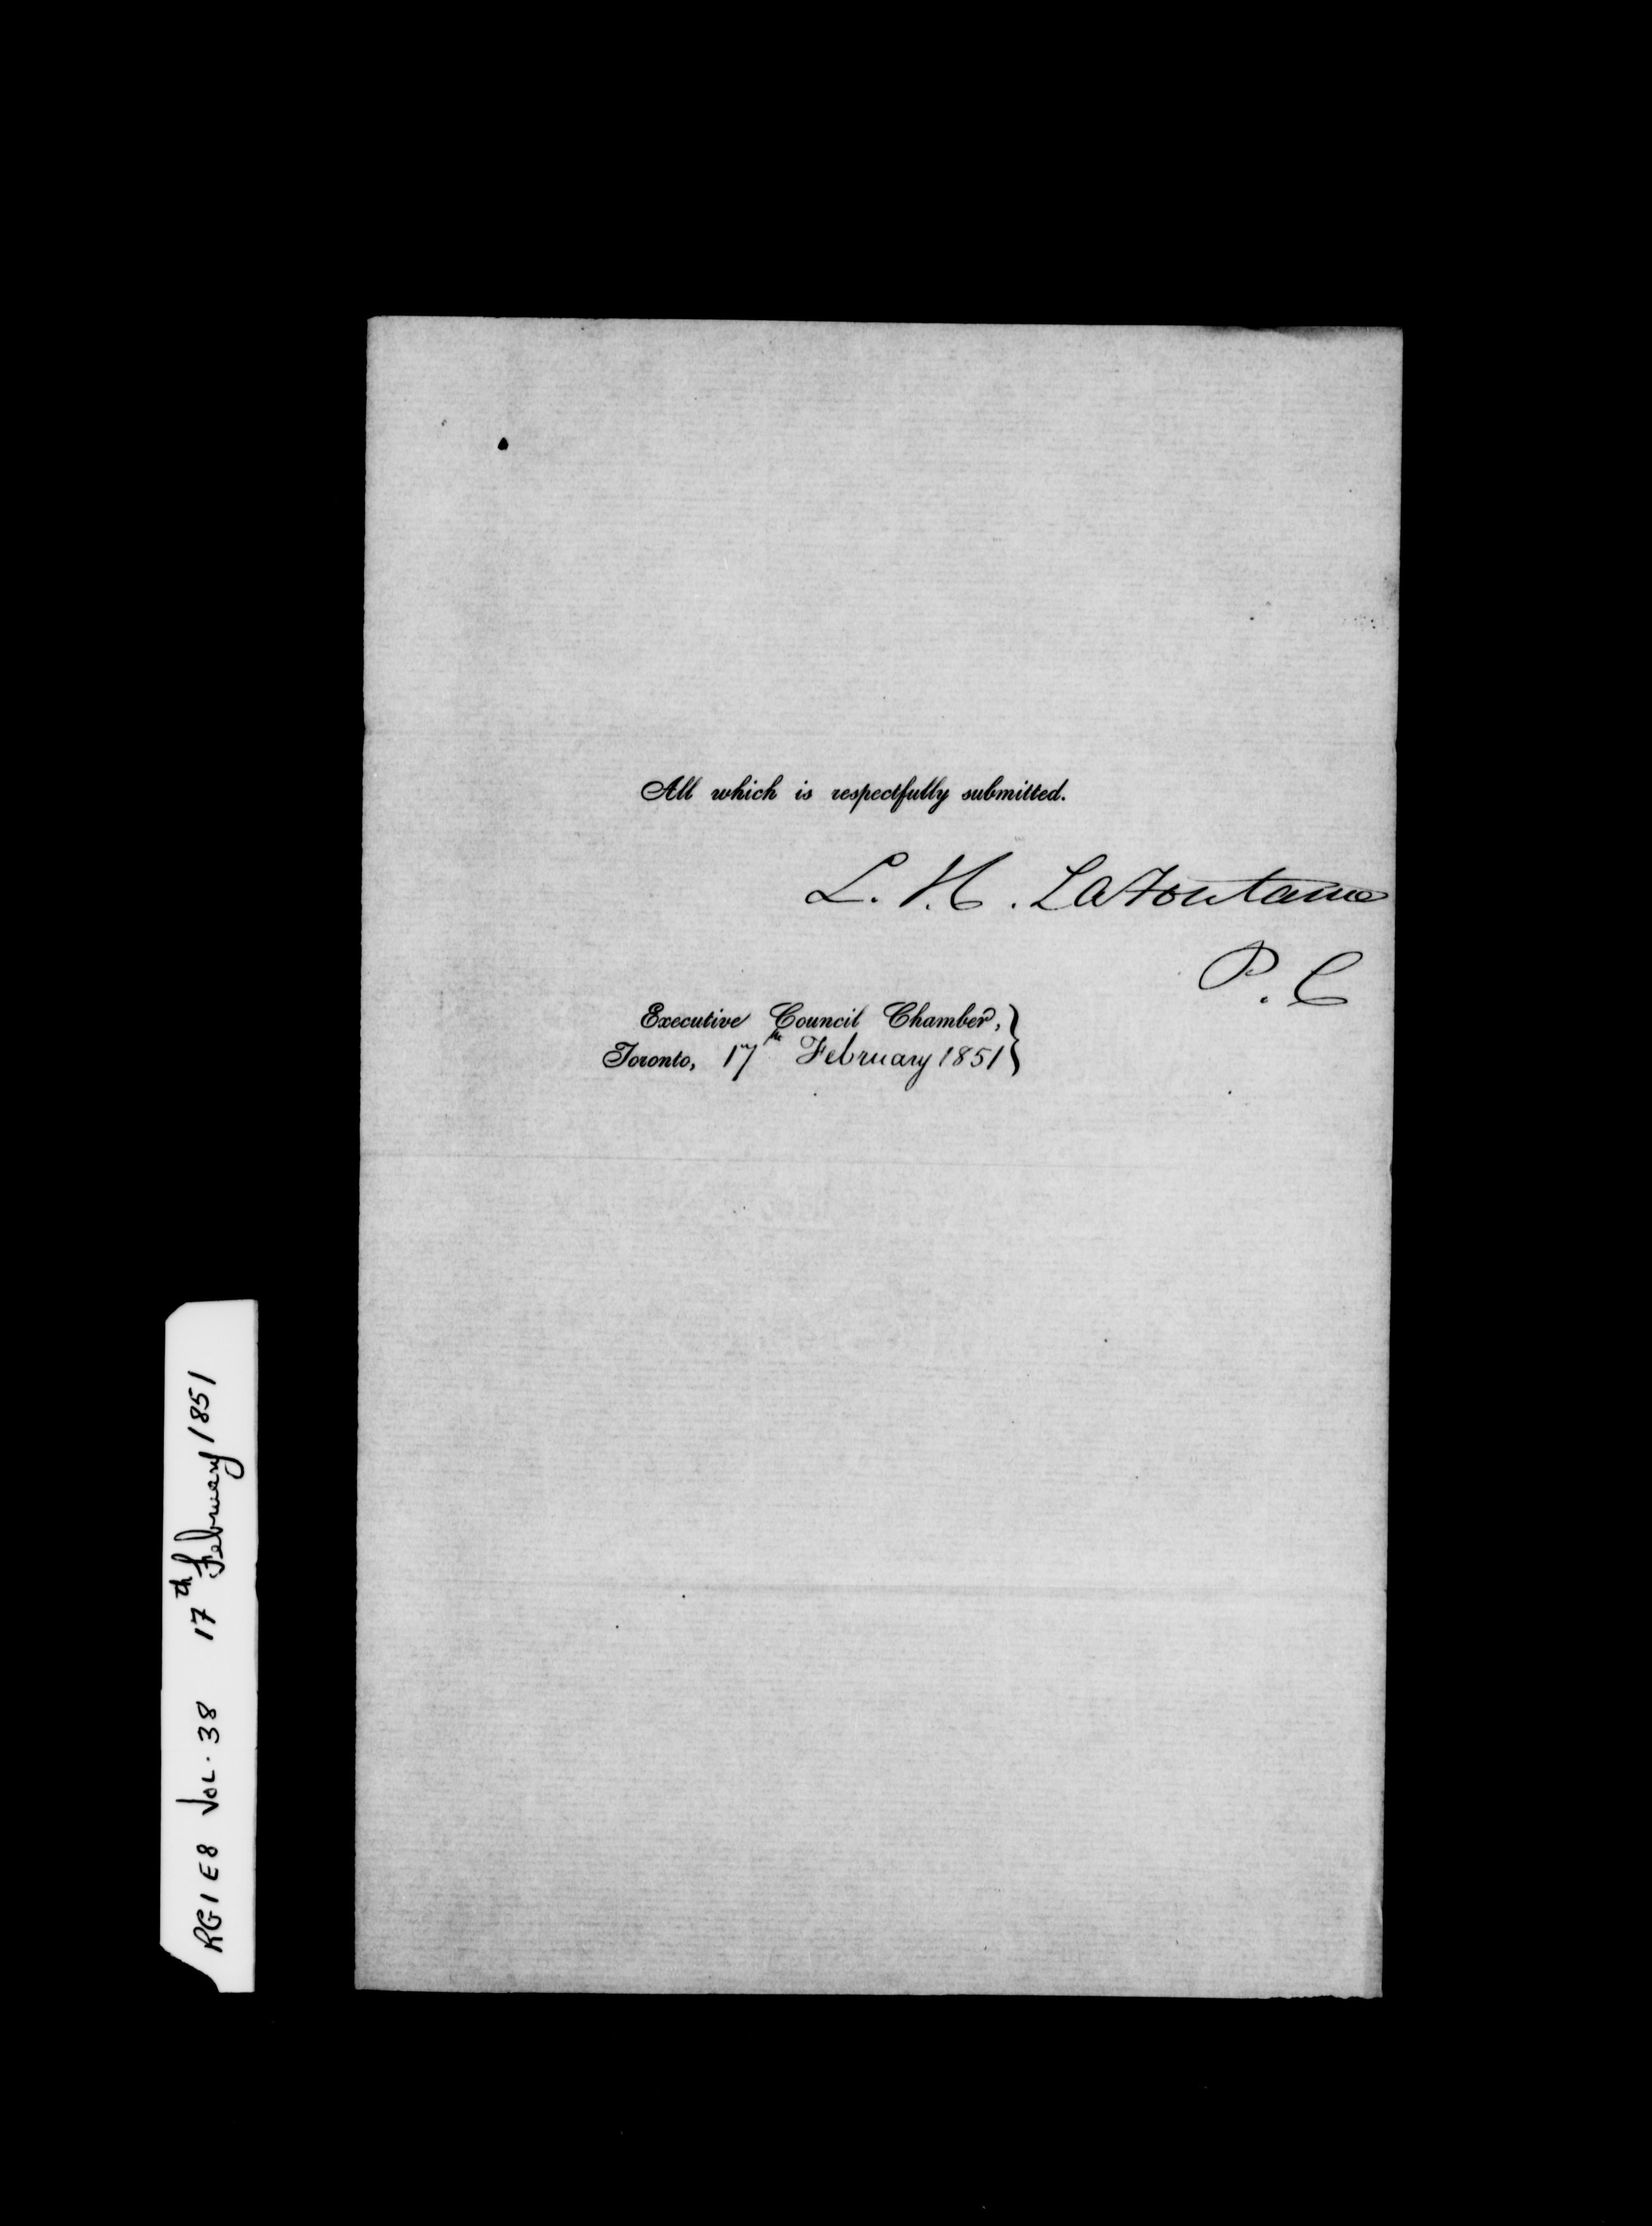 All which is respectfully submitted.
L. H. LaFontaine
P. C
Executive Council Chamber,
Toronto, 17th February 1851
RG1 E8 VOL. 38 17th February 1851